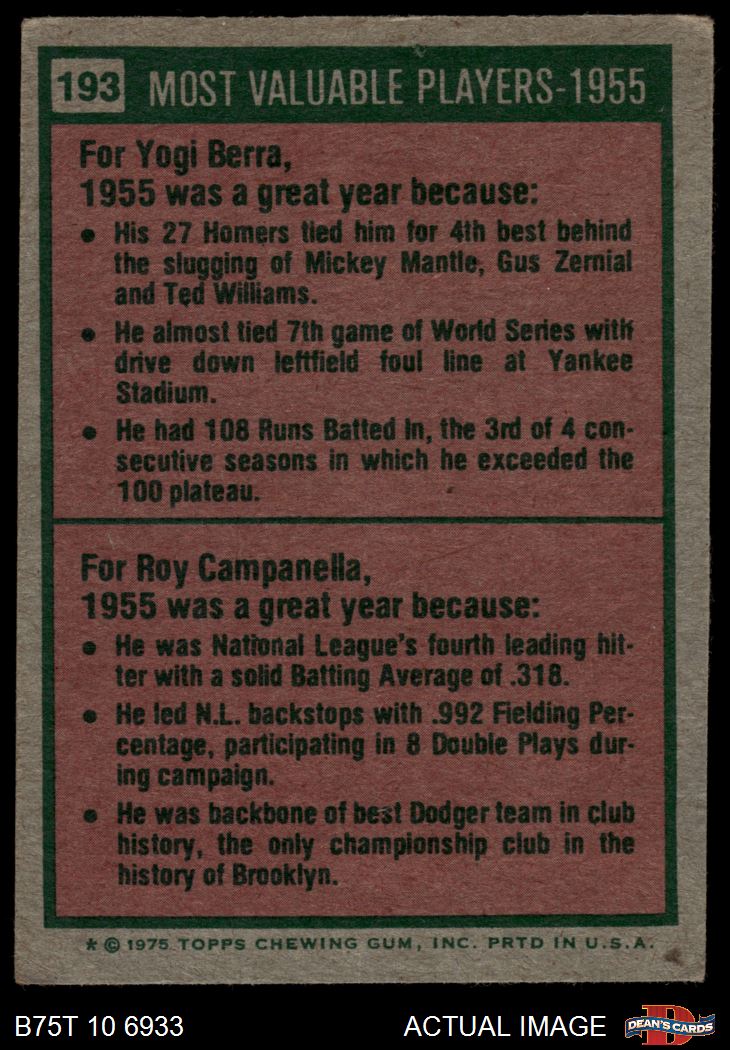 193 MOST VALUABLE PLAYERS-1955
For Yogi Berra,
1955 was a great year because:
• His 27 Homers tied him for 4th best behind
the slugging of Mickey Mantle, Gus Zernial
and Ted Williams.
• He almost tied 7th game of World Series with
drive down leftfield foul line at Yankee
Stadium.
• He had 108 Runs Batted In, the 3rd of 4 con-
secutive seasons in which he exceeded the
100 plateau.
For Roy Campanella,
1955 was a great year because:
• He was National League's fourth leading hit-
ter with a solid Batting Average of .318.
• He led N.L. backstops with .992 Fielding Per-
centage, participating in 8 Double Plays dur-
ing campaign.
• He was backbone of best Dodger team in club
history, the only championship club in the
history of Brooklyn.
* © 1975 TOPPS CHEWING GUM, INC. PRTD IN U.S.A.
B75T 10 6933 ACTUAL IMAGE DEAN'S CARDS